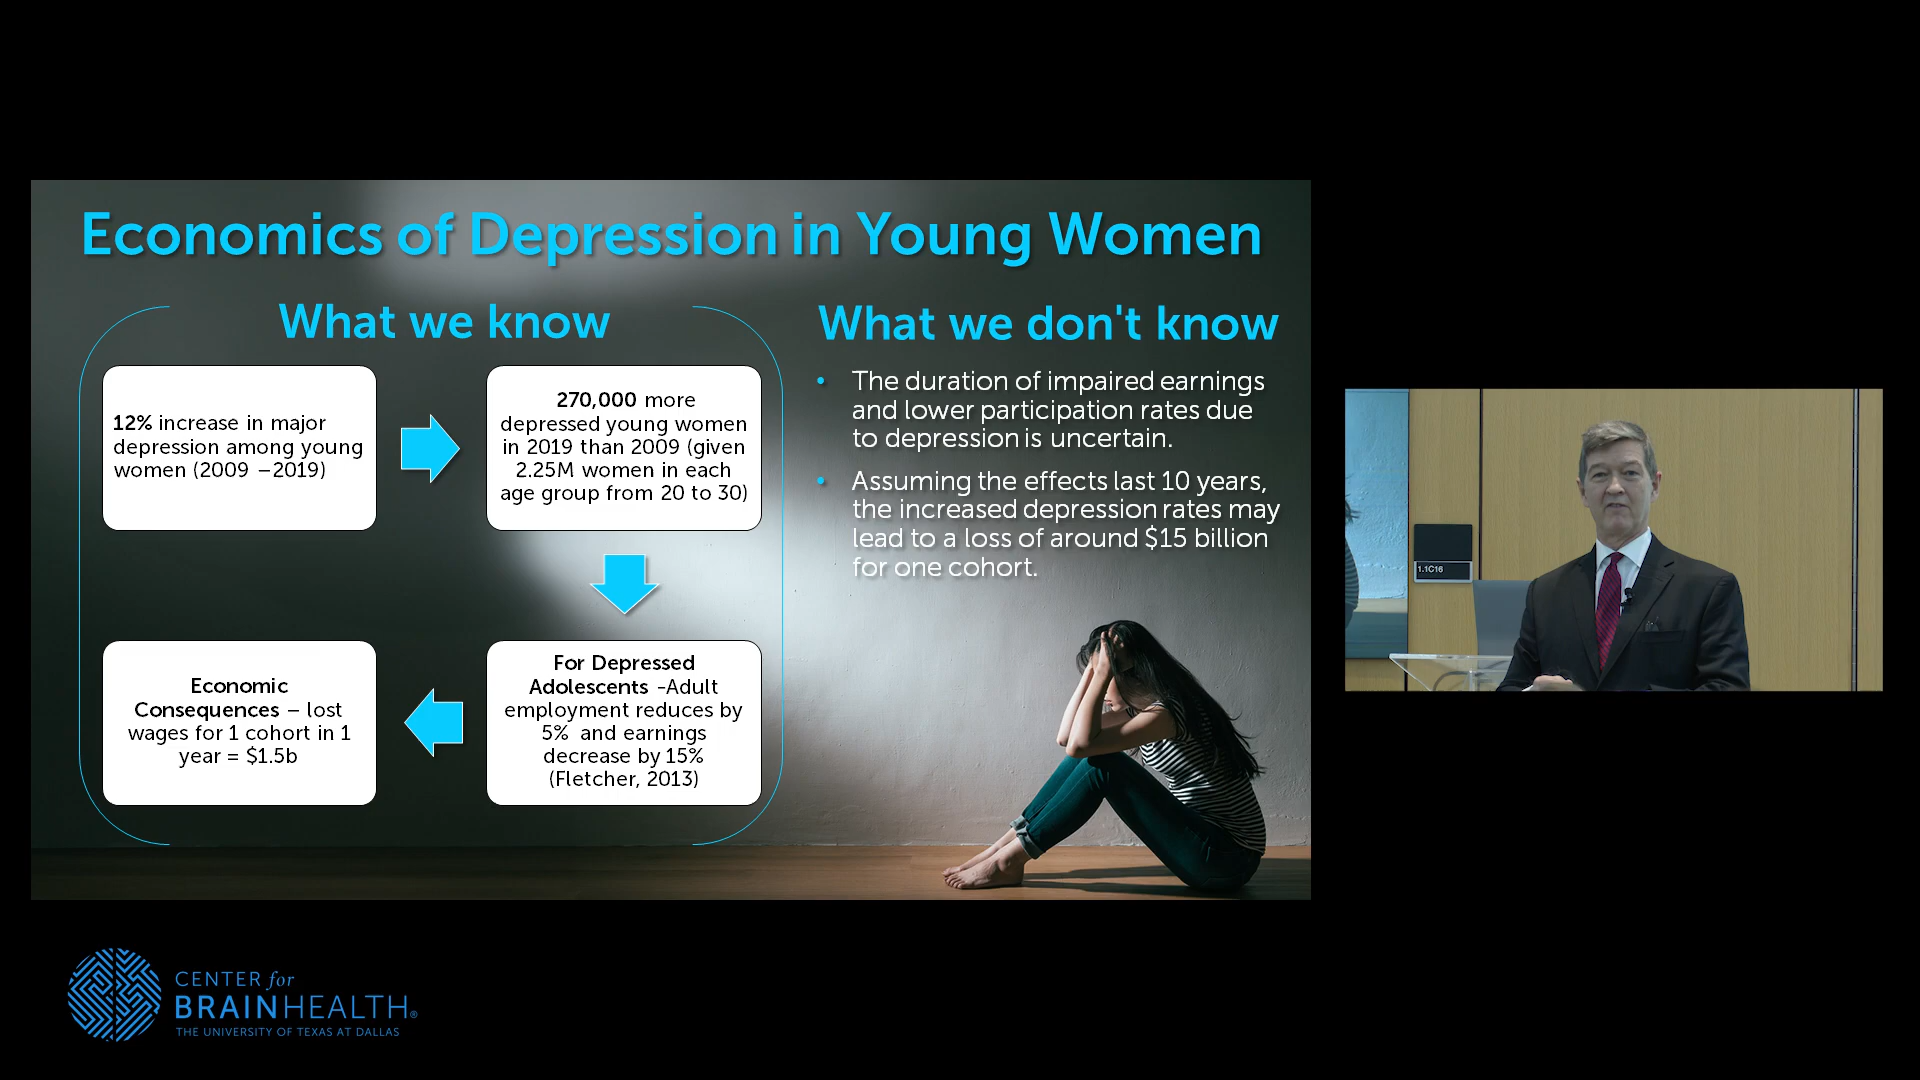 Economics of Depression in Young Women
What we know
12% increase in major
depression among young
women (2009 –2019)
270,000 more
depressed young women
in 2019 than 2009 (given
2.25M women in each
age group from 20 to 30)
For Depressed
Adolescents -Adult
employment reduces by
5%  and earnings
decrease by 15%
(Fletcher, 2013)
Economic
Consequences – lost
wages for 1 cohort in 1
year = $1.5b
What we don't know
• The duration of impaired earnings
and lower participation rates due
to depression is uncertain.
• Assuming the effects last 10 years,
the increased depression rates may
lead to a loss of around $15 billion
for one cohort.
1.1C16
CENTER for
BRAINHEALTH®
THE UNIVERSITY OF TEXAS AT DALLAS